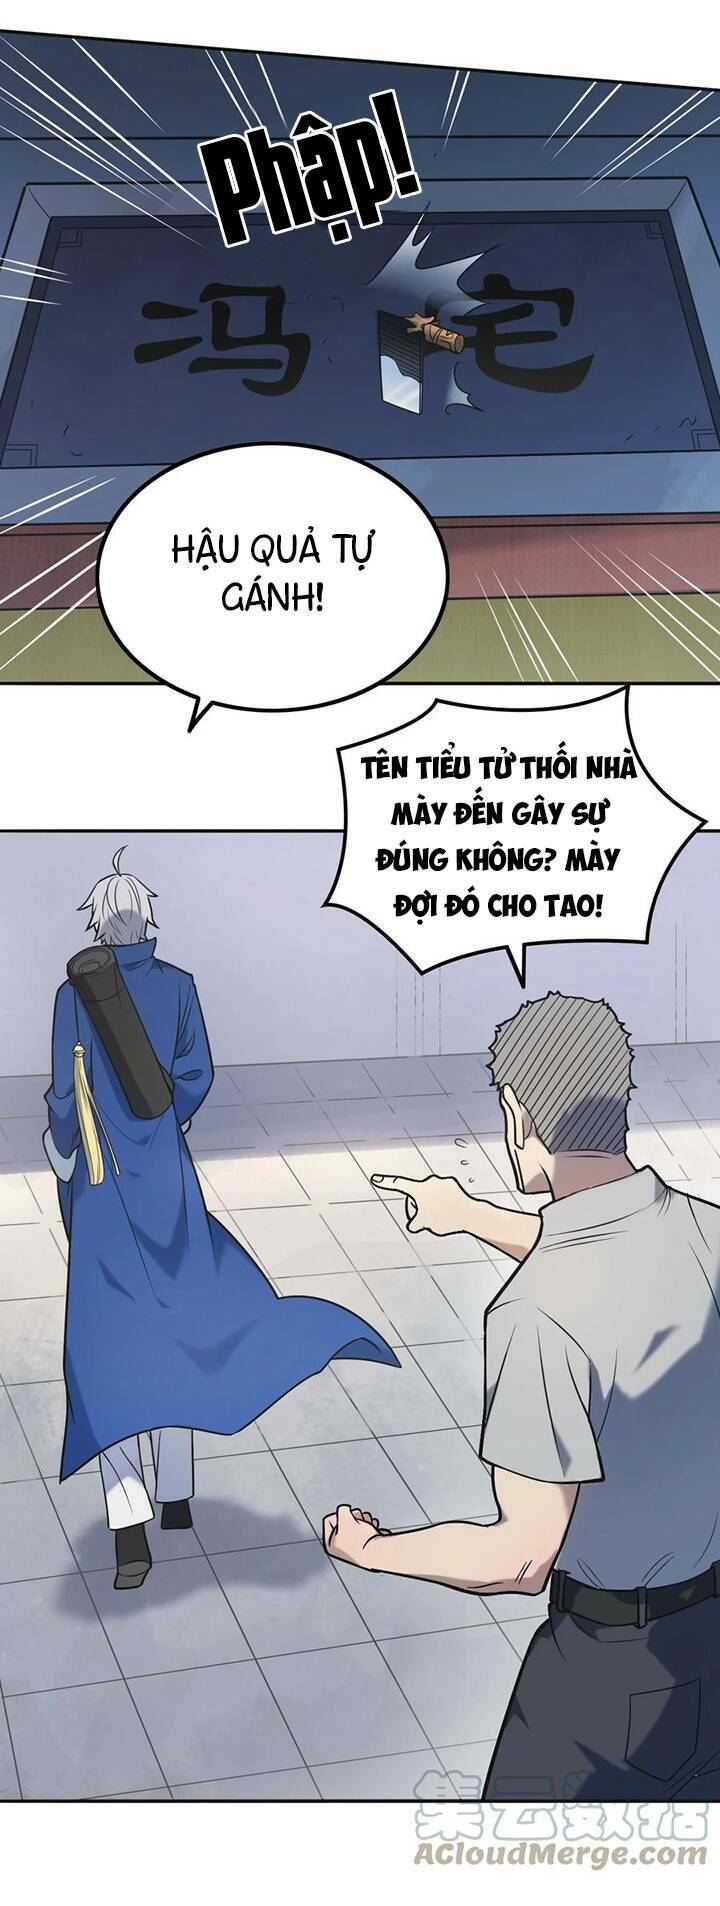 Phập!
冯宅
HẬU QUẢ TỰ
GÁNH!
TÊN TIỂU TỬ THỐI NHÀ
MÀY ĐẾN GÂY SỰ
ĐÚNG KHÔNG? MÀY
ĐỢI ĐÓ CHO TAO!
集云数据
ACloudMerge.com